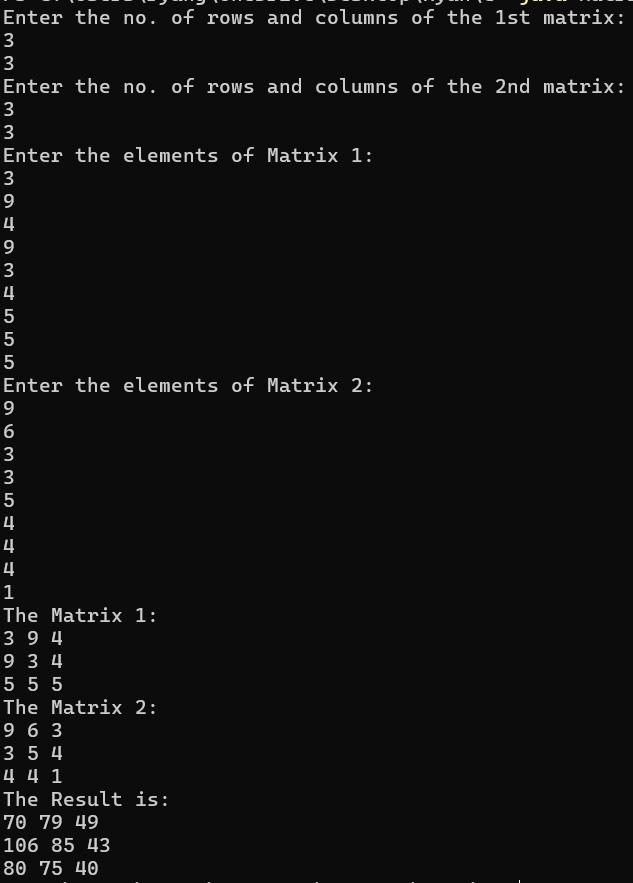 Enter the no. of rows and columns of the 1st matrix:
3
3
Enter the no. of rows and columns of the 2nd matrix:
3
3
Enter the elements of Matrix 1:
3
9
4
9
3
4
5
5
5
Enter the elements of Matrix 2:
9
6
3
3
5
4
4
4
1
The Matrix 1:
3 9 4
9 3 4
5 5 5
The Matrix 2:
9 6 3
3 5 4
4 4 1
The Result is:
70 79 49
106 85 43
80 75 40